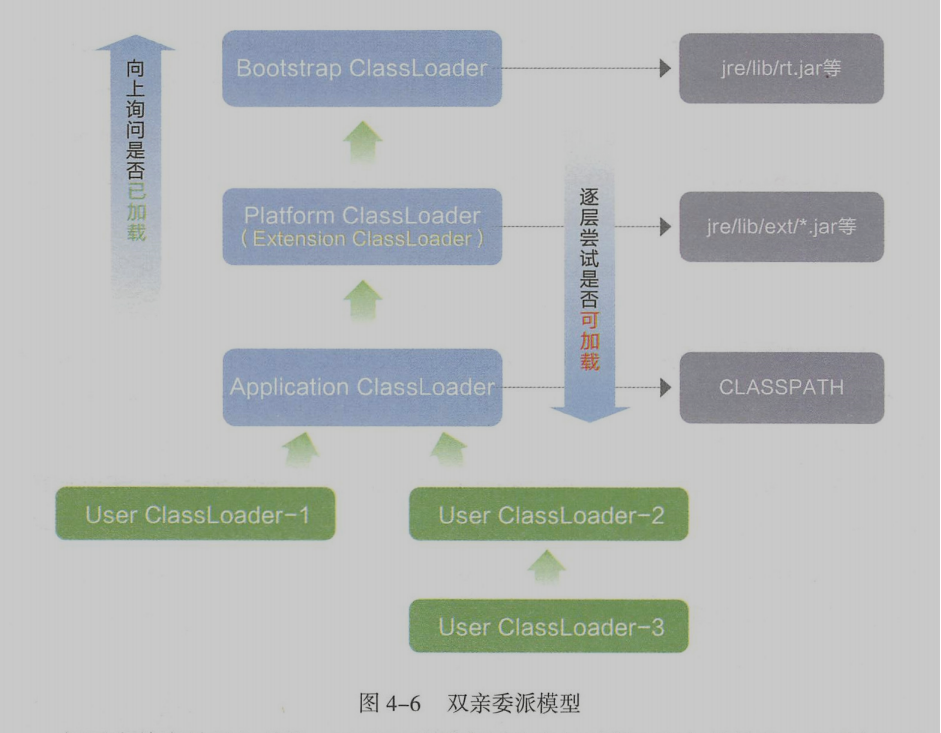 向上询问是否已加载
Bootstrap ClassLoader
jre/lib/rt.jar等
Platform ClassLoader
(Extension ClassLoader)
jre/lib/ext/*.jar等
逐层尝试是否可加载
Application ClassLoader
CLASSPATH
User ClassLoader-1
User ClassLoader-2
User ClassLoader-3
图 4-6 双亲委派模型